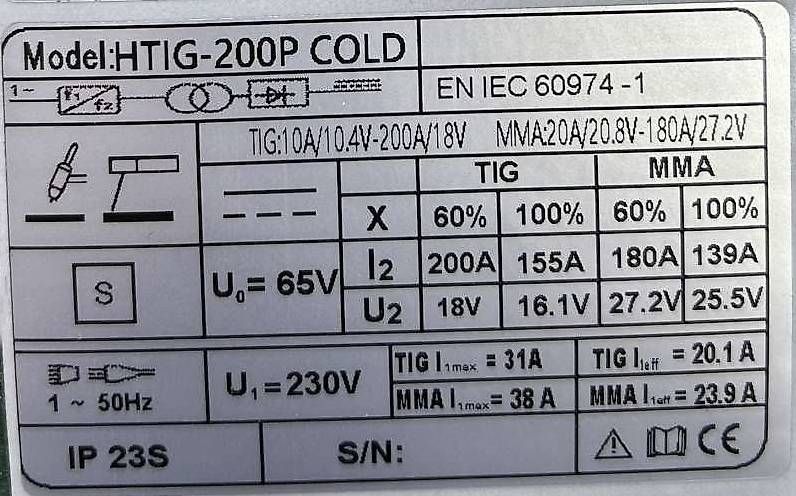 Model:HTIG-200P COLD
1~ f1 f2
EN IEC 60974 -1
TIG:10A/10.4V-200A/18V MMA:20A/20.8V-180A/27.2V
TIG MMA
X 60% 100% 60% 100%
I2 200A 155A 180A 139A
S U0= 65V
U2 18V 16.1V 27.2V 25.5V
1 ~ 50Hz
U1=230V
TIG I1max = 31A TIG I1eff = 20.1 A
MMA I1max= 38 A MMA I1eff= 23.9 A
IP 23S
S/N:
CE